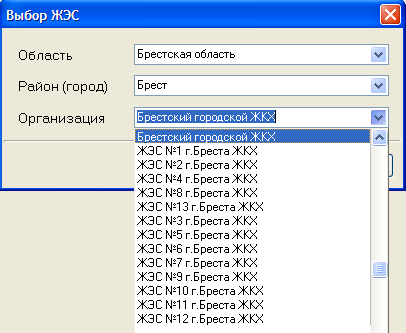 Выбор ЖЭС
Область Брестская область
Район (город) Брест
Организация Брестский городской ЖКХ
Брестский городской ЖКХ
ЖЭС №1 г.Бреста ЖКХ
ЖЭС №2 г.Бреста ЖКХ
ЖЭС №4 г.Бреста ЖКХ
ЖЭС №8 г.Бреста ЖКХ
ЖЭС №13 г.Бреста ЖКХ
ЖЭС №3 г.Бреста ЖКХ
ЖЭС №5 г.Бреста ЖКХ
ЖЭС №6 г.Бреста ЖКХ
ЖЭС №7 г.Бреста ЖКХ
ЖЭС №9 г.Бреста ЖКХ
ЖЭС №10 г.Бреста ЖКХ
ЖЭС №11 г.Бреста ЖКХ
ЖЭС №12 г.Бреста ЖКХ